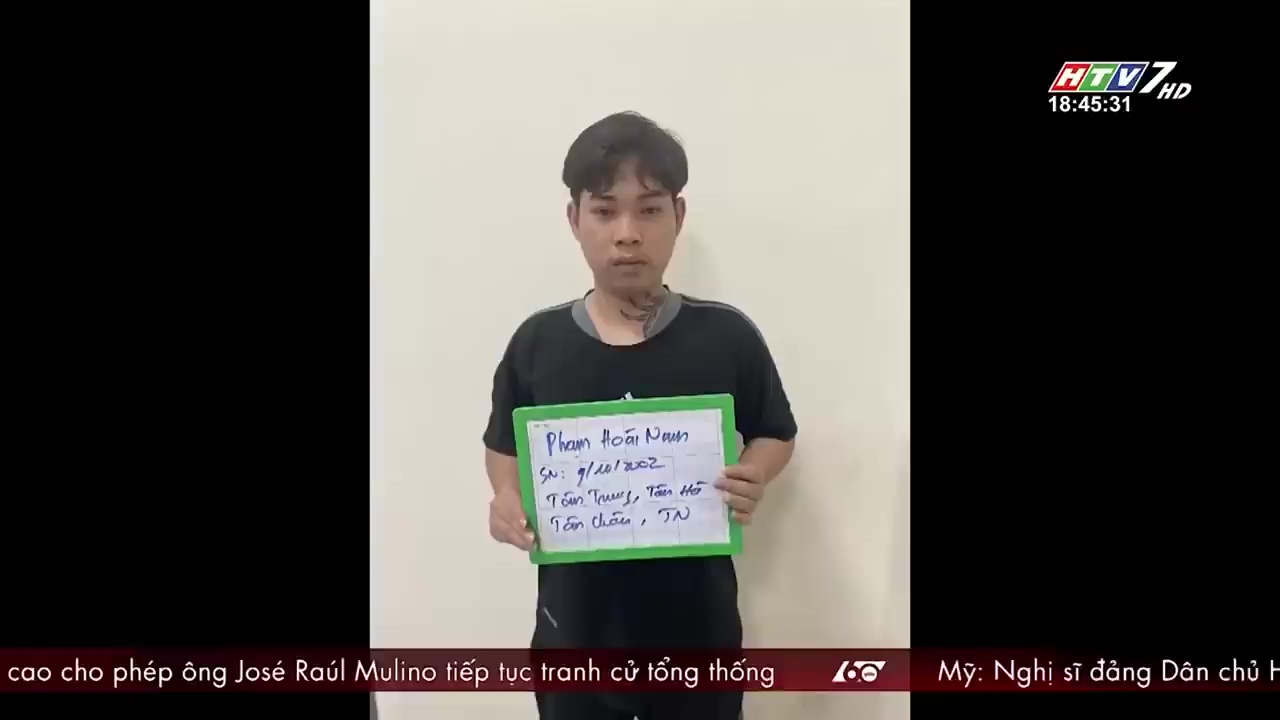 HTV7 HD
18:45:31
Phạm Hoài Nam
SN: 9/10/2002
Tân Trung, Tân Hà
Tân Châu, TN
cao cho phép ông José Raúl Mulino tiếp tục tranh cử tổng thống
60
Mỹ: Nghị sĩ đảng Dân chủ H